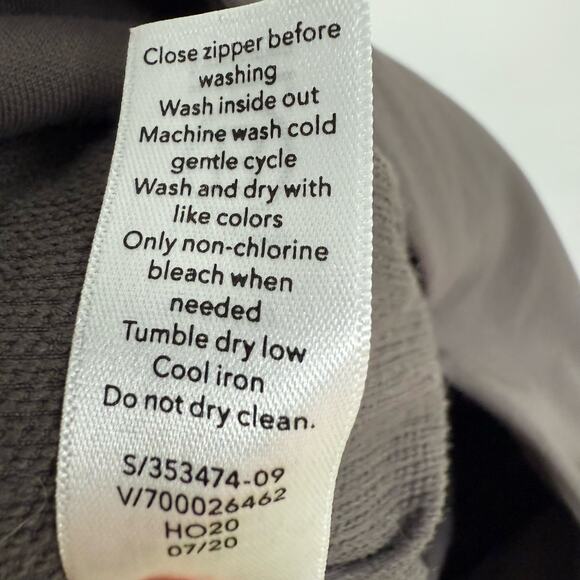 Close zipper before
washing
Wash inside out
Machine wash cold
gentle cycle
Wash and dry with
like colors
Only non-chlorine
bleach when
needed
Tumble dry low
Cool iron
Do not dry clean.
S/353474-09
V/700026462
HO20
07/20